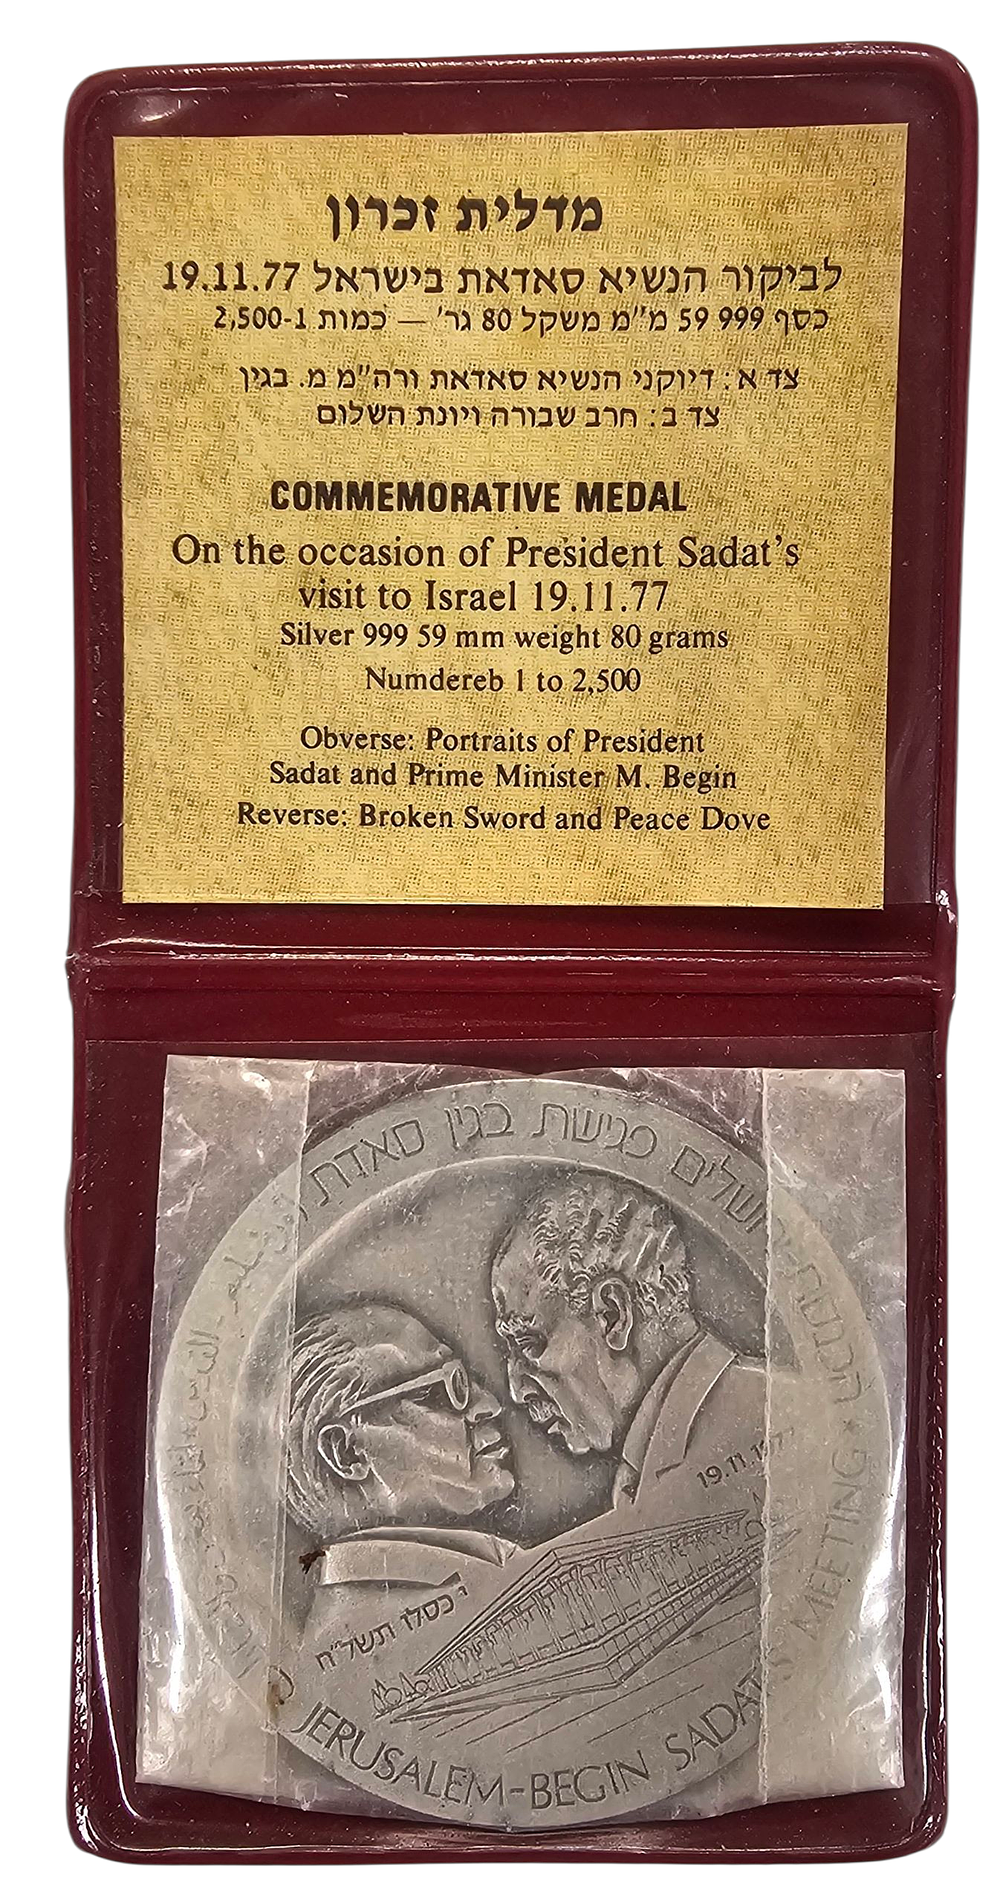 מדלית זכרון
לביקור הנשיא סאדאת בישראל 19.11.77
כסף 999 59 מ"מ משקל 80 גר' — כמות 2,500-1
צד א: דיוקני הנשיא סאדאת ורה"מ מ. בגין
צד ב: חרב שבורה ויונת השלום
COMMEMORATIVE MEDAL
On the occasion of President Sadat's
visit to Israel 19.11.77
Silver 999 59 mm weight 80 grams
Numdereb 1 to 2,500
Obverse: Portraits of President
Sadat and Prime Minister M. Begin
Reverse: Broken Sword and Peace Dove
פגישת בגין סאדת
19.11.1977
י' כסלו תשל"ח
JERUSALEM-BEGIN SADAT MEETING